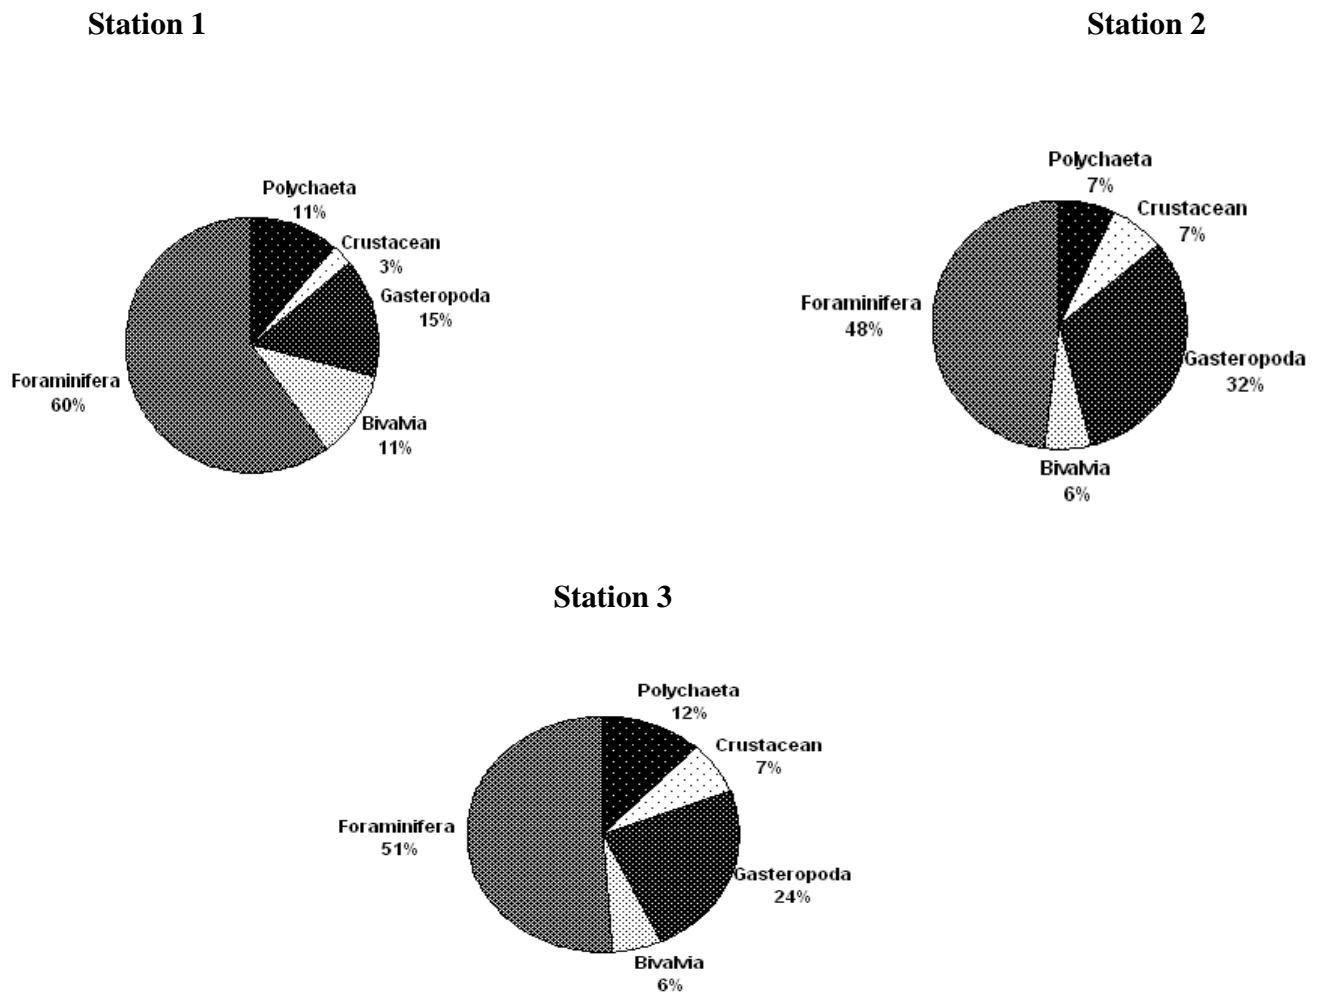 Station 1
Polychaeta
11%
Crustacean
3%
Gasteropoda
15%
Bivalvia
11%
Foraminifera
60%
Station 2
Polychaeta
7%
Crustacean
7%
Gasteropoda
32%
Bivalvia
6%
Foraminifera
48%
Station 3
Polychaeta
12%
Crustacean
7%
Gasteropoda
24%
Bivalvia
6%
Foraminifera
51%